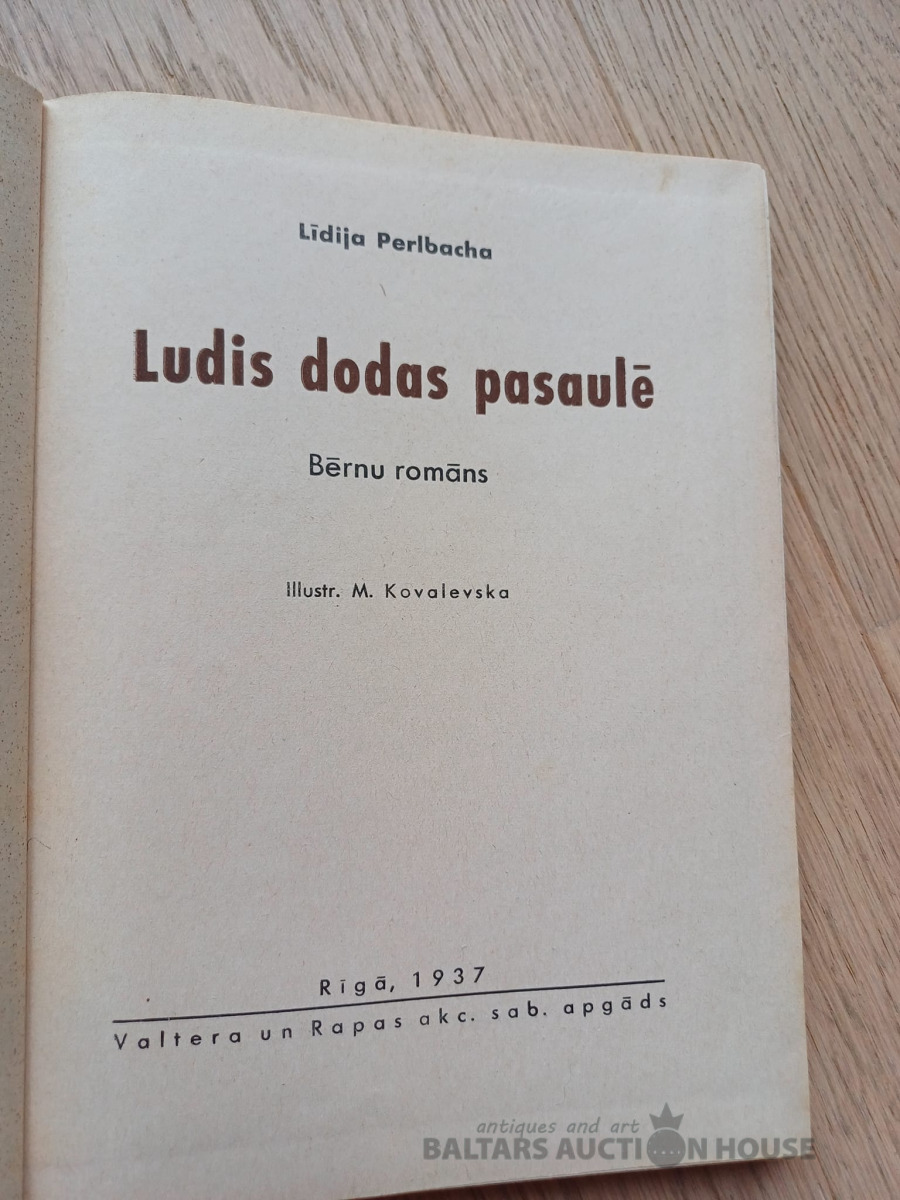 Līdija Perlbacha
Ludis dodas pasaulē
Bērnu romāns
Illustr. M. Kovalevska
Rīgā, 1937
Valtera un Rapas akc. sab. apgāds
antiques and art
BALTARS AUCTION HOUSE